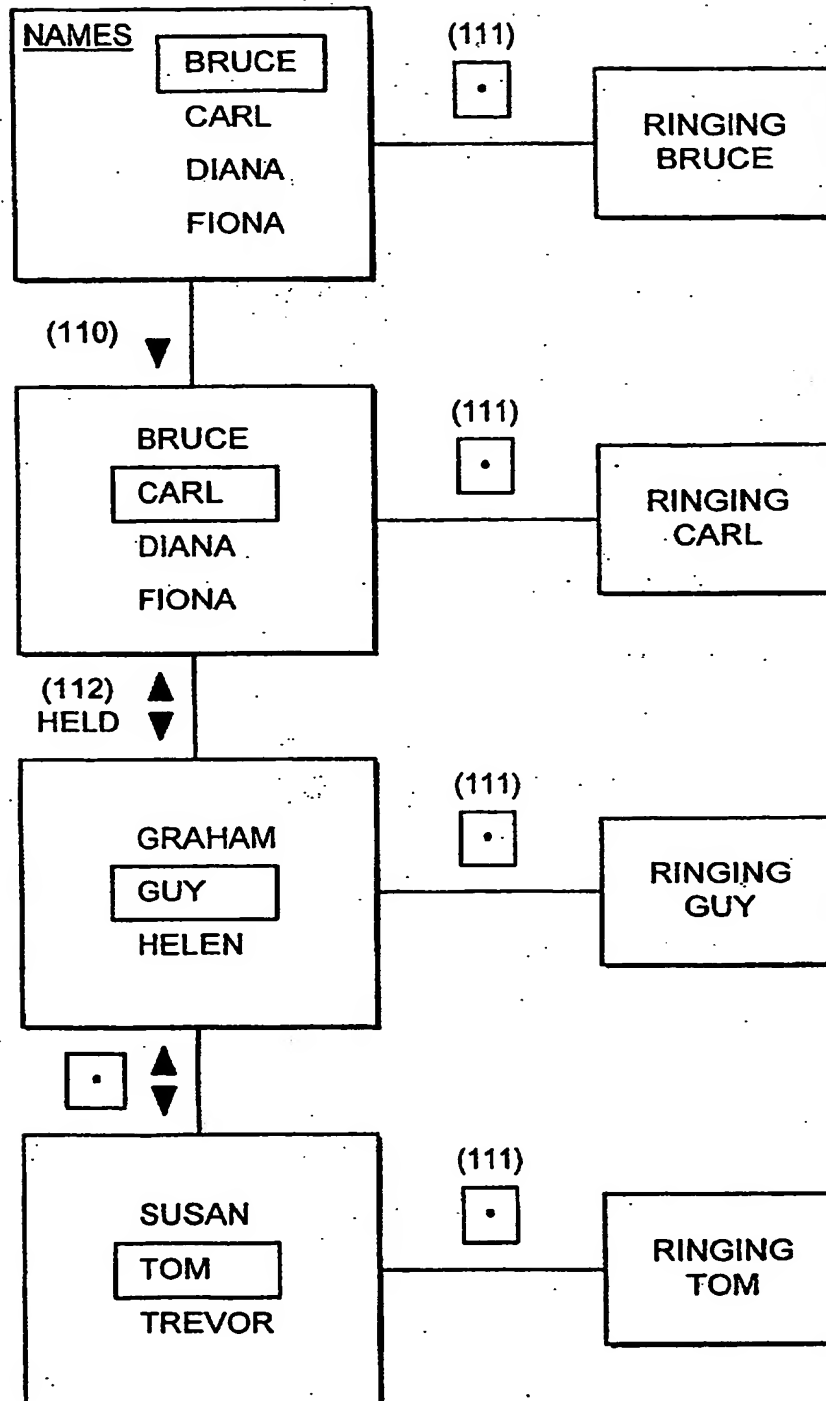 NAMES
BRUCE
CARL
DIANA
FIONA
(111)
RINGING
BRUCE
(110)
BRUCE
CARL
DIANA
FIONA
(111)
RINGING
CARL
(112)
HELD
GRAHAM
GUY
HELEN
(111)
RINGING
GUY
SUSAN
TOM
TREVOR
(111)
RINGING
TOM